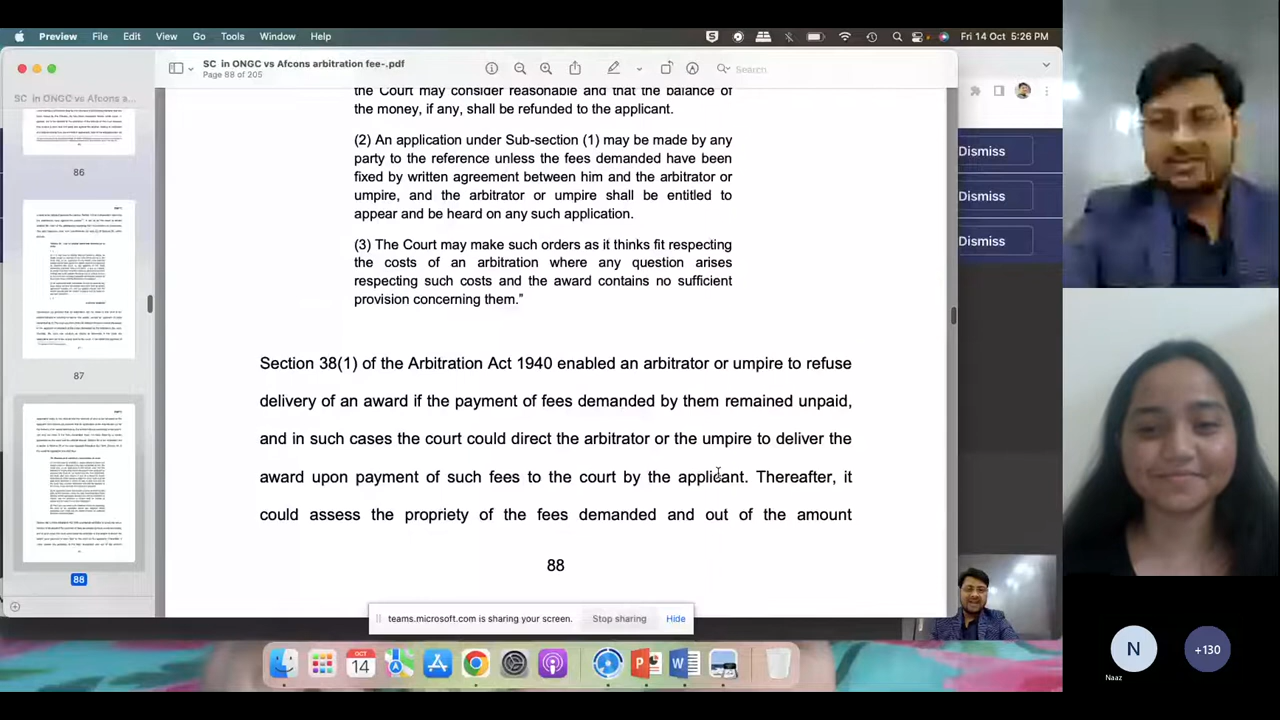 Preview File Edit View Go Tools Window Help
Fri 14 Oct 5:26 PM
SC in ONGC vs Afcons arbitration fee-.pdf
Page 88 of 205
Search
SC in ONGC vs Afcons a...
86
87
88
the Court may consider reasonable and that the balance of
the money, if any, shall be refunded to the applicant.
(2) An application under Sub-section (1) may be made by any
party to the reference unless the fees demanded have been
fixed by written agreement between him and the arbitrator or
umpire, and the arbitrator or umpire shall be entitled to
appear and be heard on any such application.
(3) The Court may make such orders as it thinks fit respecting
the costs of an arbitration where any question arises
respecting such costs and the award contains no sufficient
provision concerning them.”
Section 38(1) of the Arbitration Act 1940 enabled an arbitrator or umpire to refuse
delivery of an award if the payment of fees demanded by them remained unpaid,
and in such cases the court could order the arbitrator or the umpire to deliver the
award upon payment of such fees to the court by the applicant. Thereafter, it
could assess the propriety of the fees demanded and out of the amount
88
Dismiss
Dismiss
Dismiss
teams.microsoft.com is sharing your screen.
Stop sharing
Hide
OCT
14
N
Naaz
+130